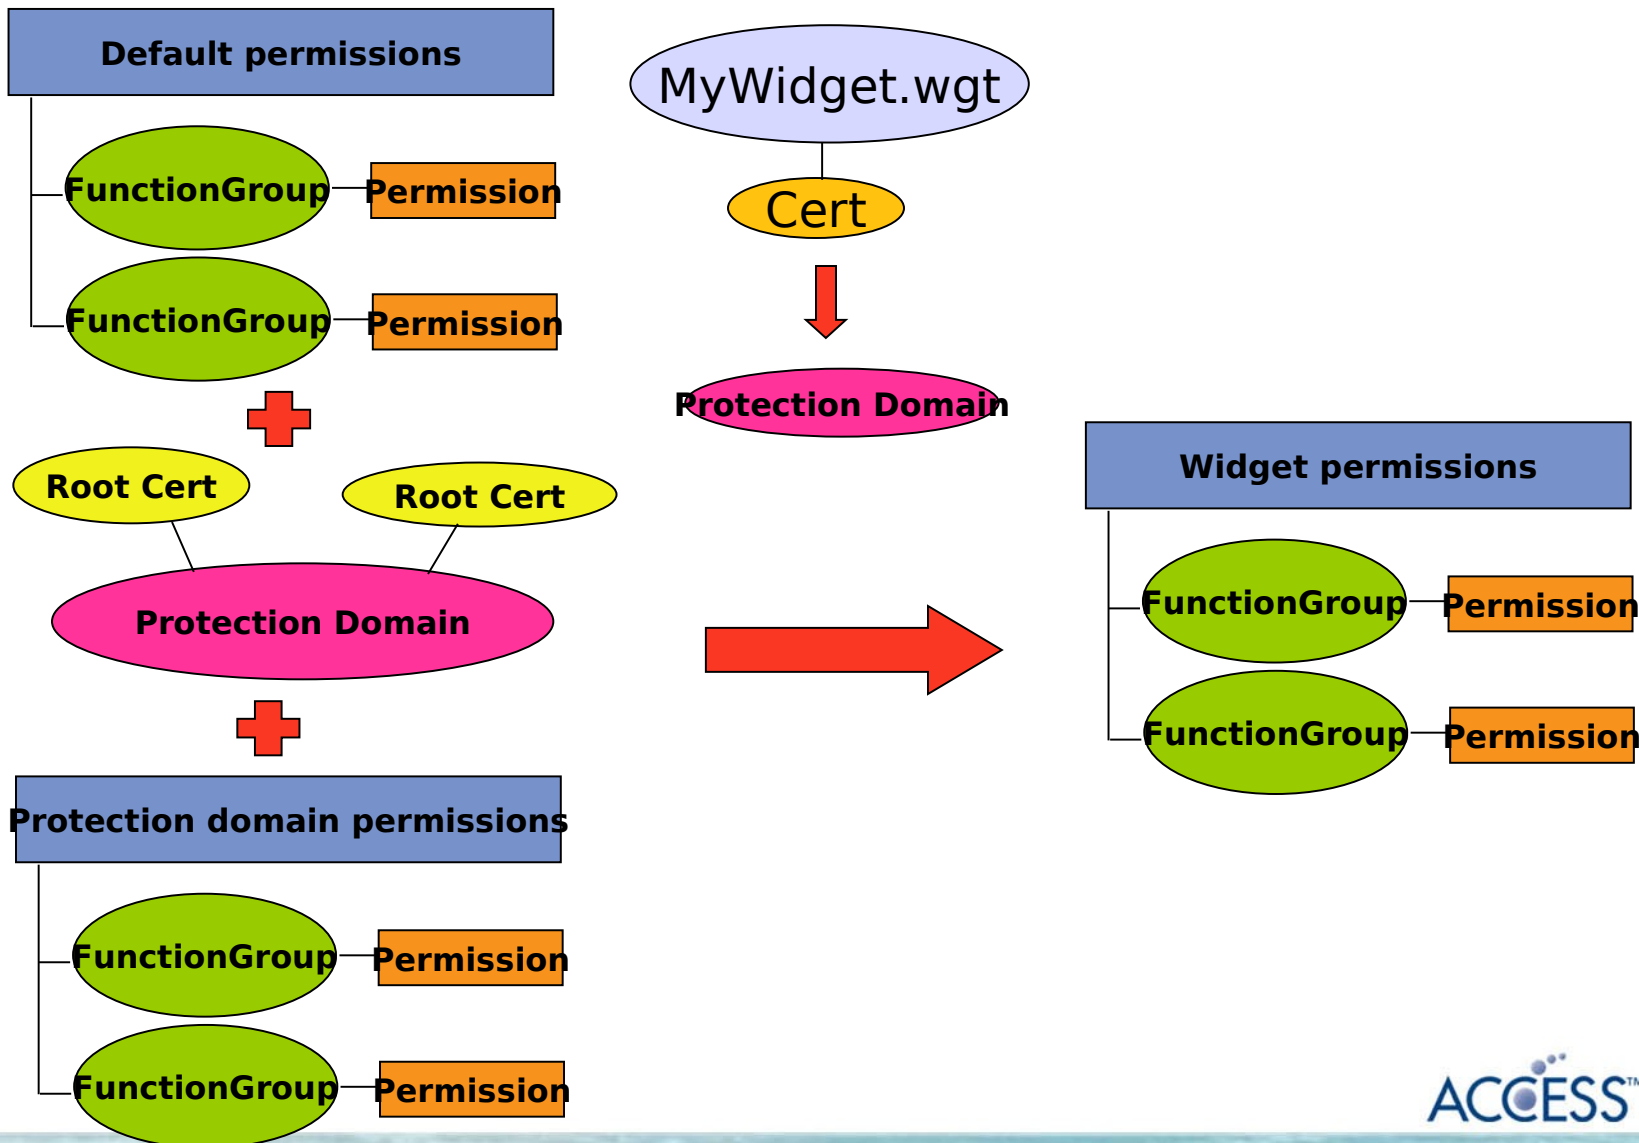 Default permissions
FunctionGroup
Permission
FunctionGroup
Permission
Root Cert
Root Cert
Protection Domain
Protection domain permissions
FunctionGroup
Permission
FunctionGroup
Permission
MyWidget.wgt
Cert
Protection Domain
Widget permissions
FunctionGroup
Permission
FunctionGroup
Permission
ACCESS™